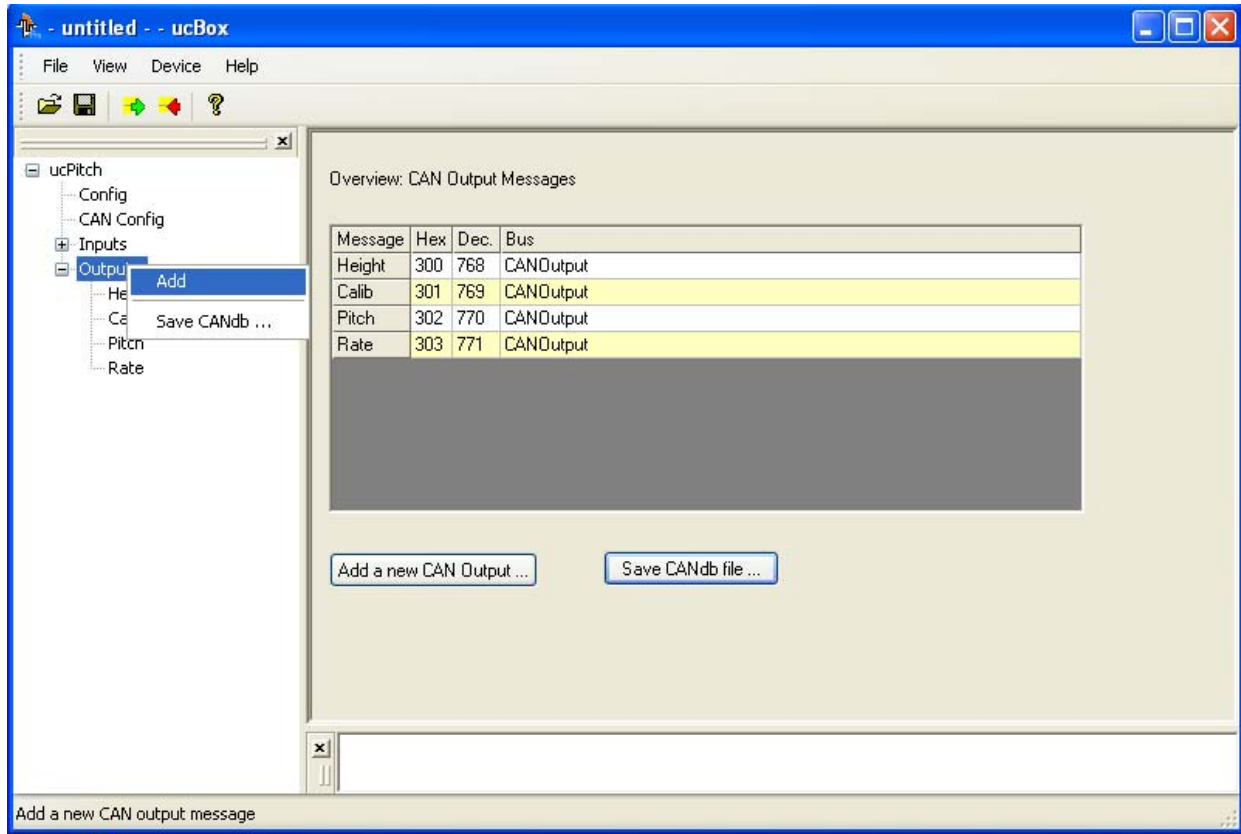 - untitled - - ucBox
File View Device Help
ucPitch
Config
CAN Config
Inputs
Add
Save CANdb ...
Pitch
Rate
Overview: CAN Output Messages
Message Hex Dec. Bus
Height 300 768 CANOutput
Calib 301 769 CANOutput
Pitch 302 770 CANOutput
Rate 303 771 CANOutput
Add a new CAN Output ...
Save CANdb file ...
Add a new CAN output message